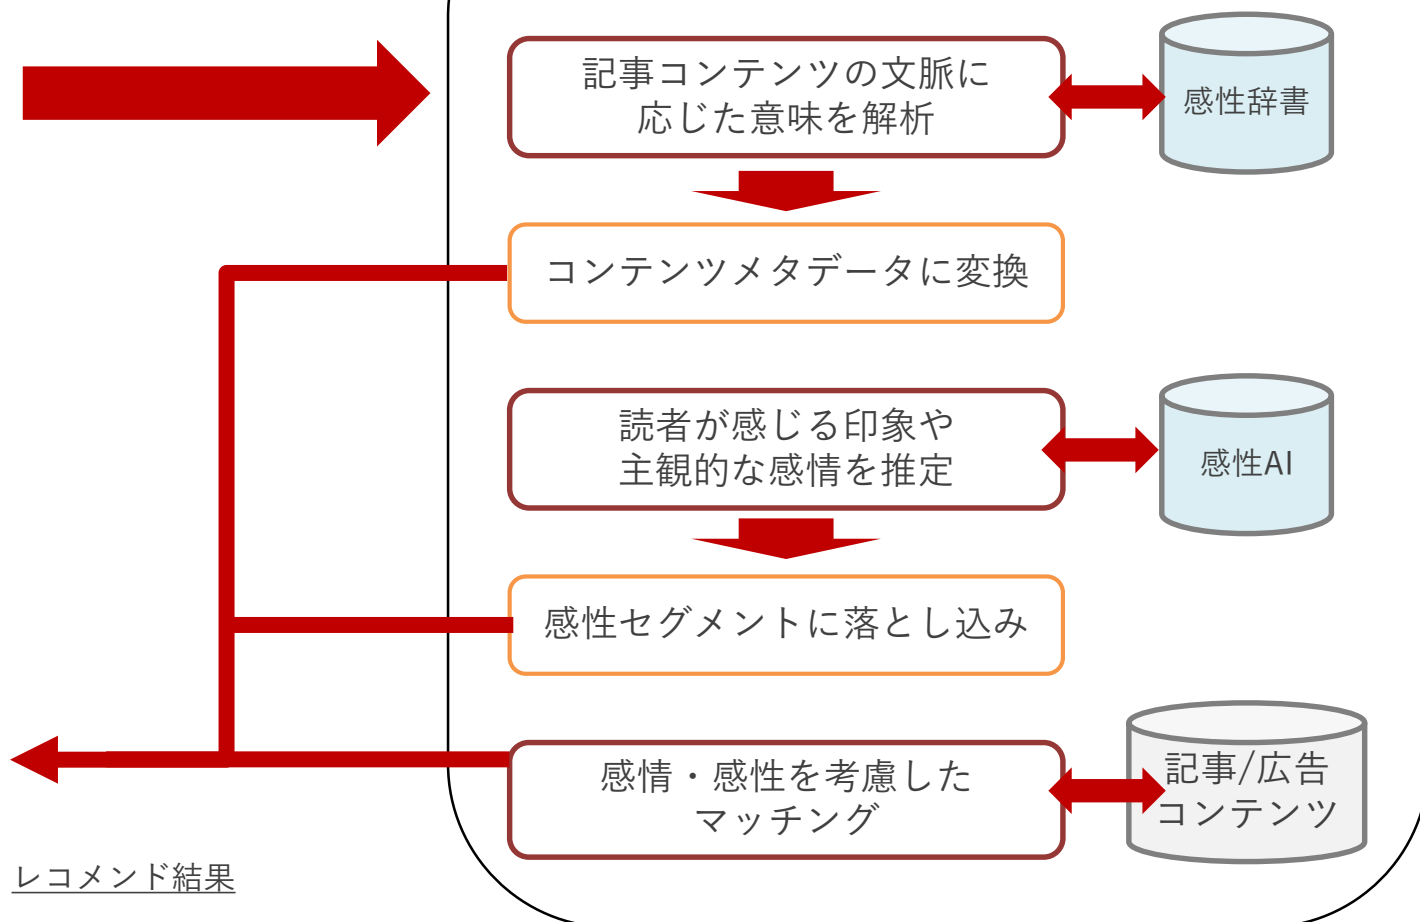 記事コンテンツの文脈に
応じた意味を解析
感性辞書
コンテンツメタデータに変換
読者が感じる印象や
主観的な感情を推定
感性AI
感性セグメントに落とし込み
感情・感性を考慮した
マッチング
記事/広告
コンテンツ
レコメンド結果